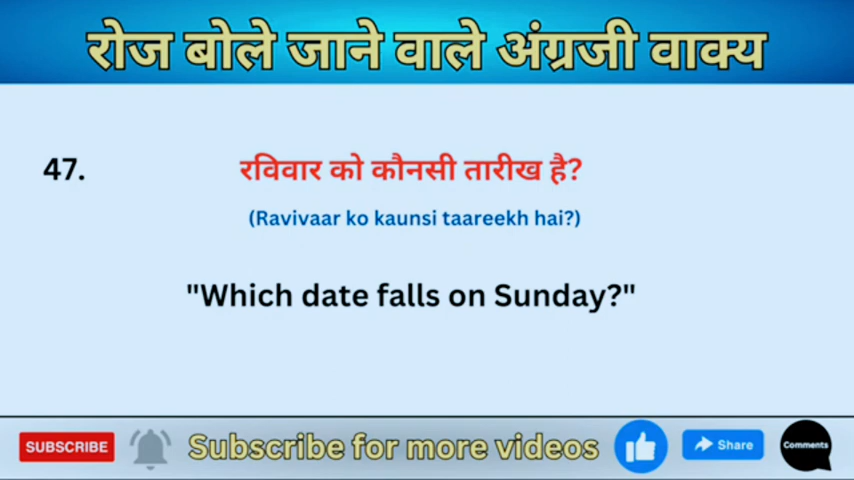 रोज बोले जाने वाले अंग्रजी वाक्य
47.
रविवार को कौनसी तारीख है?
(Ravivaar ko kaunsi taareekh hai?)
"Which date falls on Sunday?"
SUBSCRIBE Subscribe for more videos Share Comments